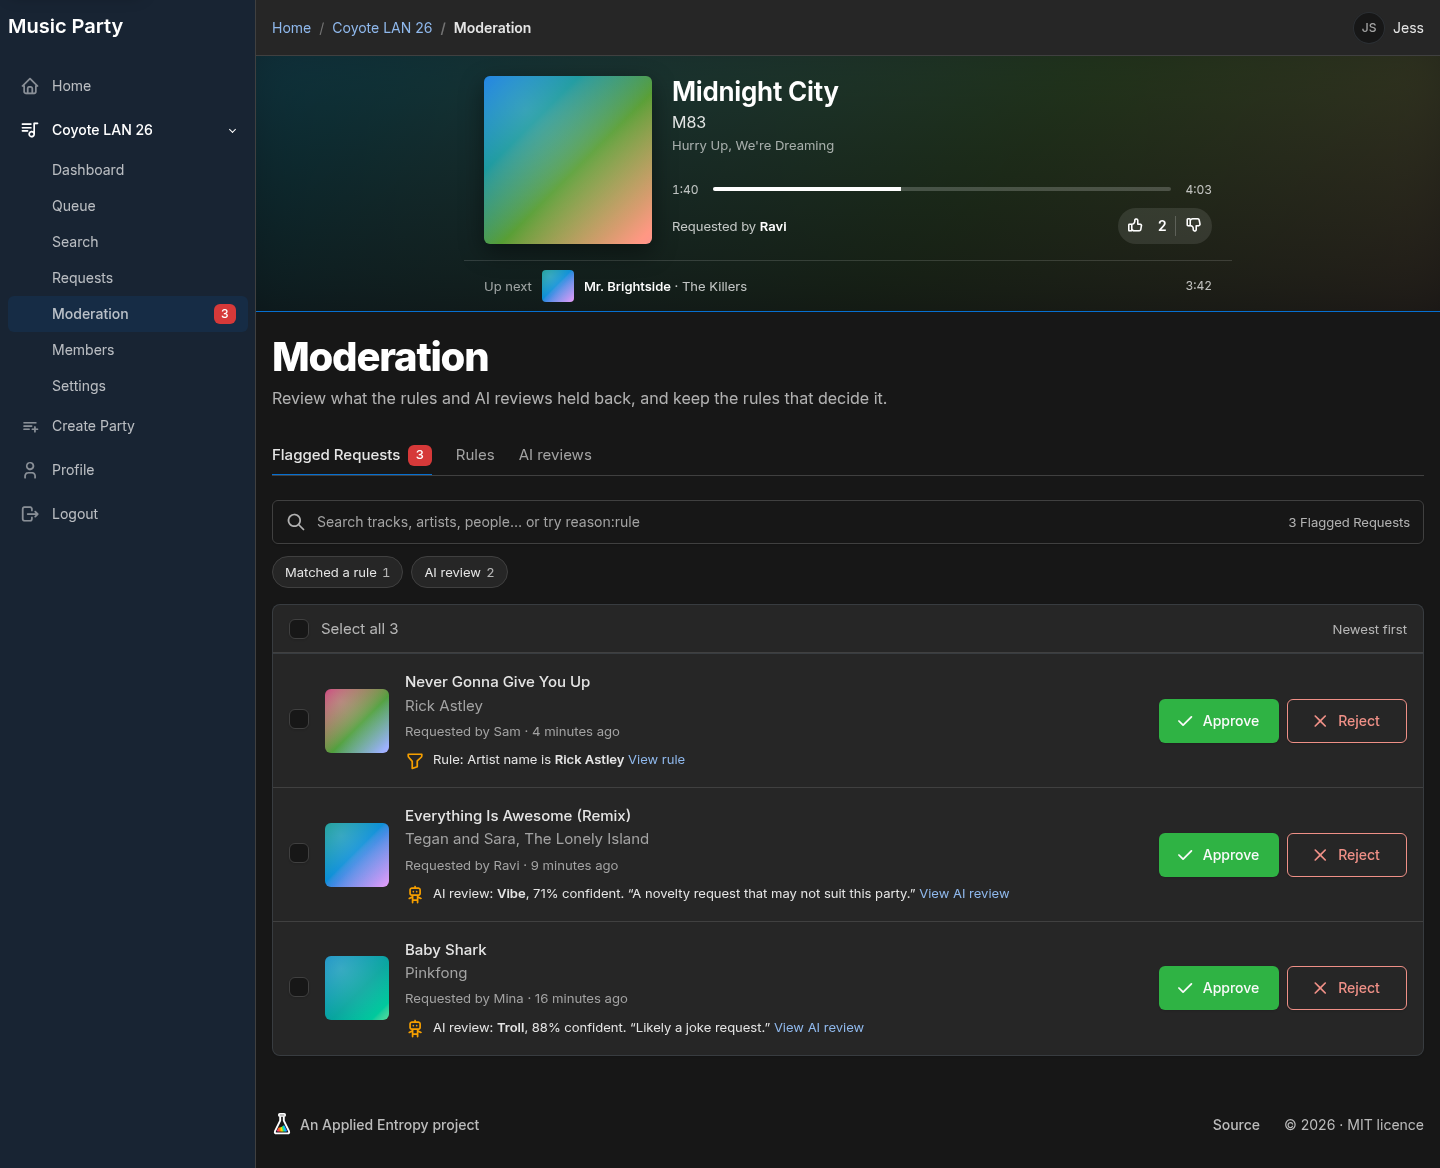 Music Party
Home
Coyote LAN 26
Dashboard
Queue
Search
Requests
Moderation 3
Members
Settings
Create Party
Profile
Logout
Home / Coyote LAN 26 / Moderation
JS Jess
Midnight City
M83
Hurry Up, We're Dreaming
1:40 4:03
Requested by Ravi 2
Up next Mr. Brightside · The Killers 3:42
Moderation
Review what the rules and AI reviews held back, and keep the rules that decide it.
Flagged Requests 3 Rules AI reviews
Search tracks, artists, people... or try reason:rule 3 Flagged Requests
Matched a rule 1 AI review 2
Select all 3 Newest first
Never Gonna Give You Up
Rick Astley
Requested by Sam · 4 minutes ago
Rule: Artist name is Rick Astley View rule
Approve Reject
Everything Is Awesome (Remix)
Tegan and Sara, The Lonely Island
Requested by Ravi · 9 minutes ago
AI review: Vibe, 71% confident. “A novelty request that may not suit this party.” View AI review
Approve Reject
Baby Shark
Pinkfong
Requested by Mina · 16 minutes ago
AI review: Troll, 88% confident. “Likely a joke request.” View AI review
Approve Reject
An Applied Entropy project
Source © 2026 · MIT licence